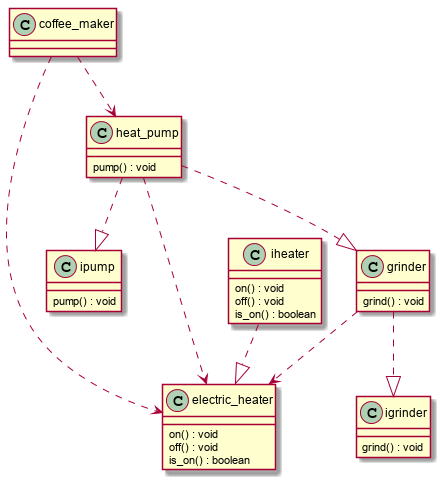 C coffee_maker
C heat_pump
pump() : void
C ipump
pump() : void
C iheater
on() : void
off() : void
is_on() : boolean
C grinder
grind() : void
C electric_heater
on() : void
off() : void
is_on() : boolean
C igrinder
grind() : void